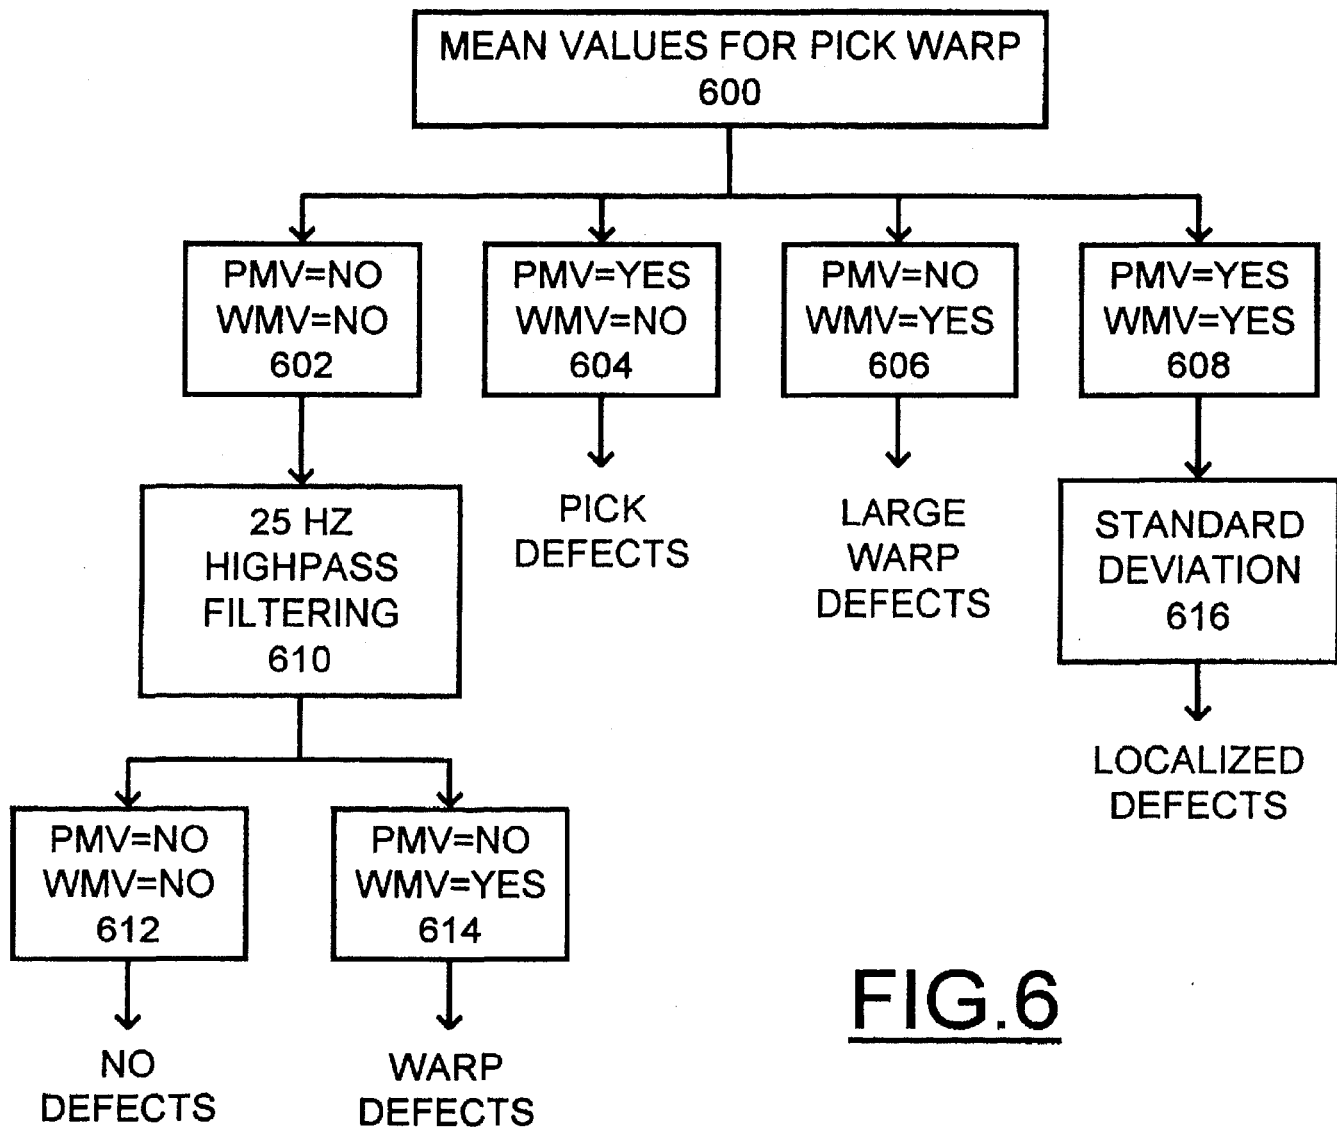 MEAN VALUES FOR PICK WARP
600
PMV=NO
WMV=NO
602
PMV=YES
WMV=NO
604
PMV=NO
WMV=YES
606
PMV=YES
WMV=YES
608
25 HZ
HIGHPASS
FILTERING
610
PICK
DEFECTS
LARGE
WARP
DEFECTS
STANDARD
DEVIATION
616
LOCALIZED
DEFECTS
PMV=NO
WMV=NO
612
PMV=NO
WMV=YES
614
NO
DEFECTS
WARP
DEFECTS
FIG.6